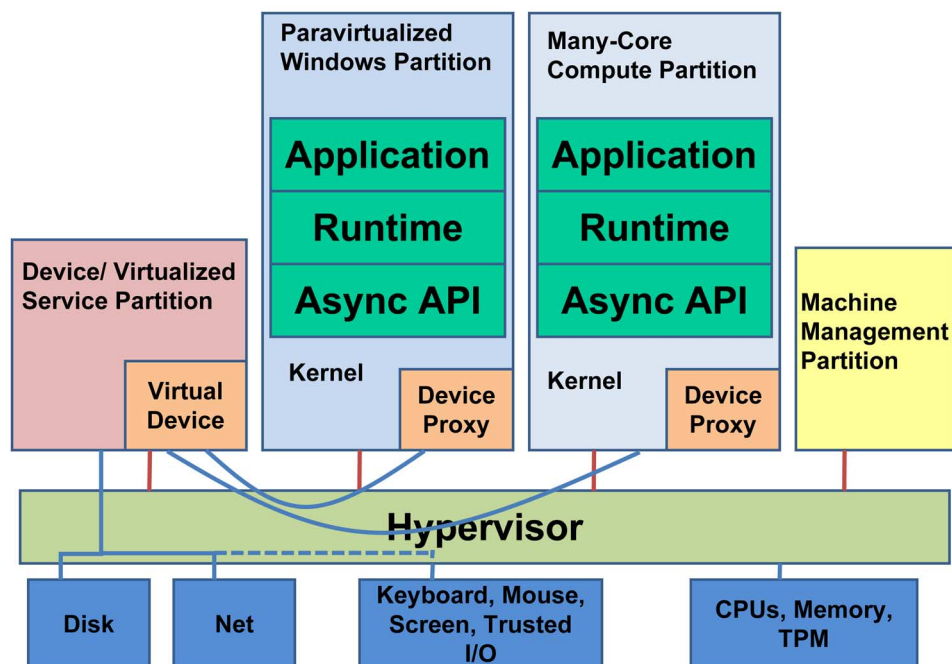 Paravirtualized
Windows Partition
Many-Core
Compute Partition
Application
Runtime
Async API
Application
Runtime
Async API
Device/ Virtualized
Service Partition
Machine
Management
Partition
Kernel
Kernel
Virtual
Device
Device
Proxy
Device
Proxy
Hypervisor
Disk
Net
Keyboard, Mouse,
Screen, Trusted
I/O
CPUs, Memory,
TPM